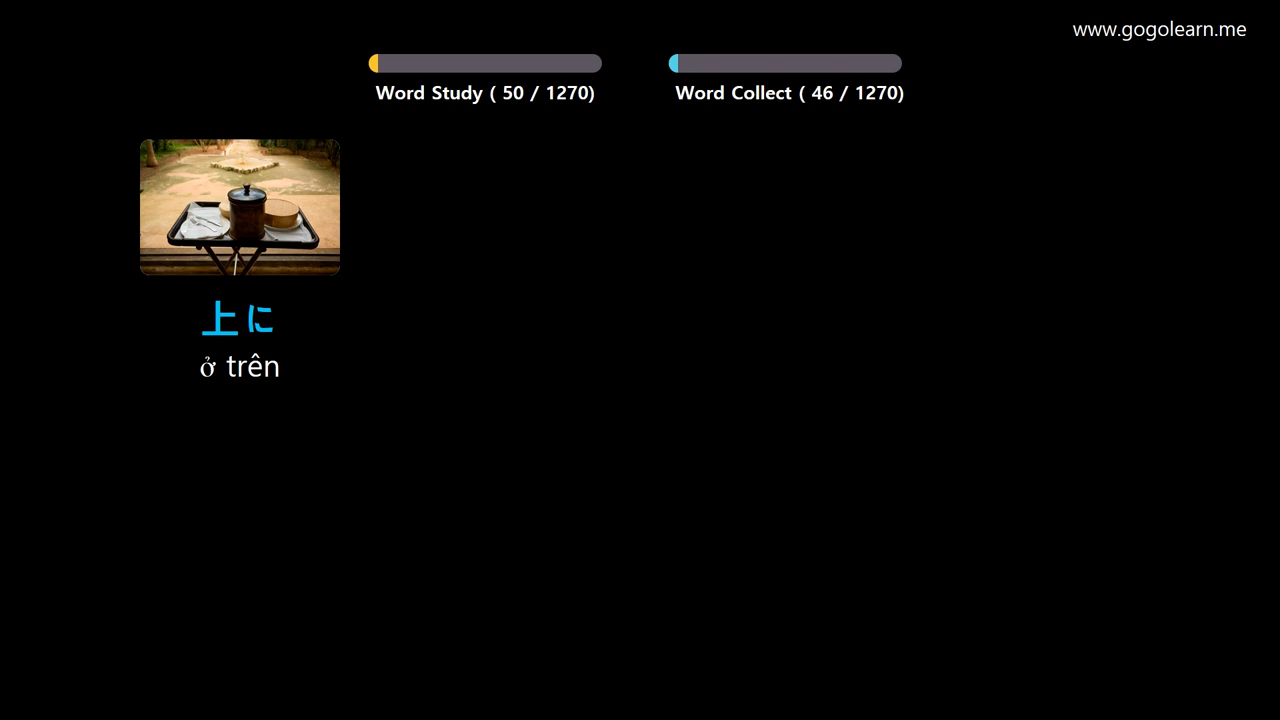 www.gogolearn.me
Word Study ( 50 / 1270)
Word Collect ( 46 / 1270)
上に
ở trên